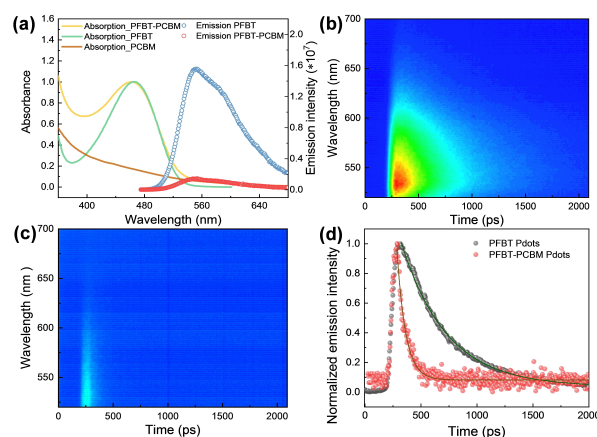 (a)
Absorption_PFBT-PCBM
Absorption_PFBT
Absorption_PCBM
Emission PFBT
Emission PFBT-PCBM
Absorbance
1.6
1.4
1.2
1.0
0.8
0.6
0.4
0.2
0.0
400
480
560
640
Wavelength (nm)
2.0
1.6
1.2
0.8
0.4
0.0
Emission intensity (*10⁷)
(b)
Wavelength (nm)
700
650
600
550
0
500
1000
1500
2000
Time (ps)
(c)
Wavelength (nm )
700
650
600
550
0
500
1000
1500
2000
Time (ps)
(d)
PFBT Pdots
PFBT-PCBM Pdots
Normalized emission intensity
1.0
0.8
0.6
0.4
0.2
0.0
0
500
1000
1500
2000
Time (ps)